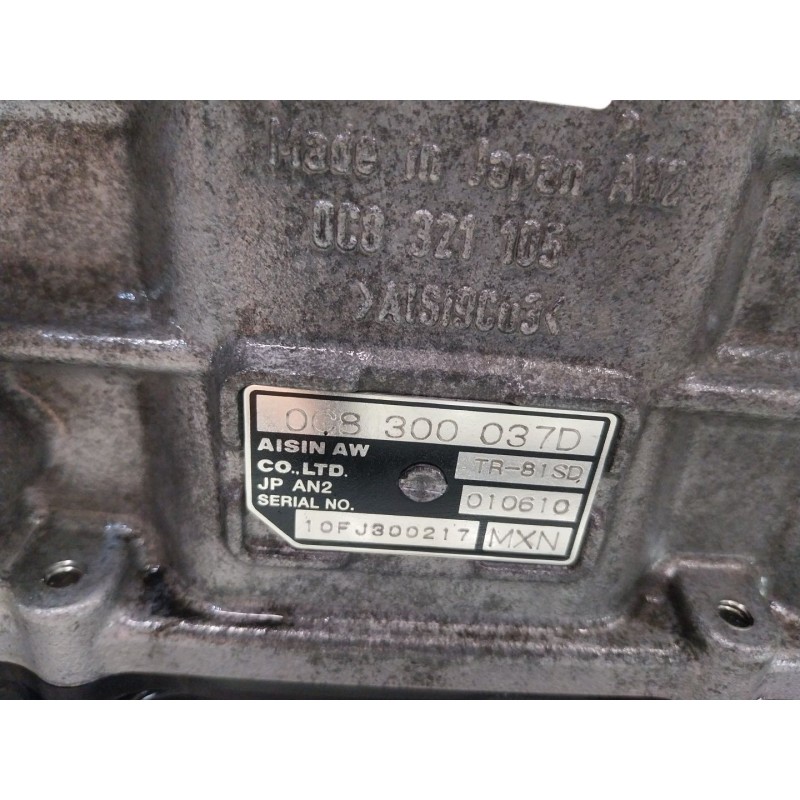 Made in Japan AN2
0C8 321 105
>AlSi9Cu3<
0C8 300 037D
AISIN AW
CO.,LTD.
TR-81SD
JP AN2
010610
SERIAL NO.
10FJ300217
MXN